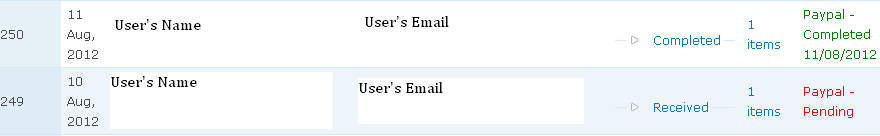 250
11 Aug, 2012
User's Name
User's Email
Completed
1 items
Paypal - Completed 11/08/2012
249
10 Aug, 2012
User's Name
User's Email
Received
1 items
Paypal - Pending